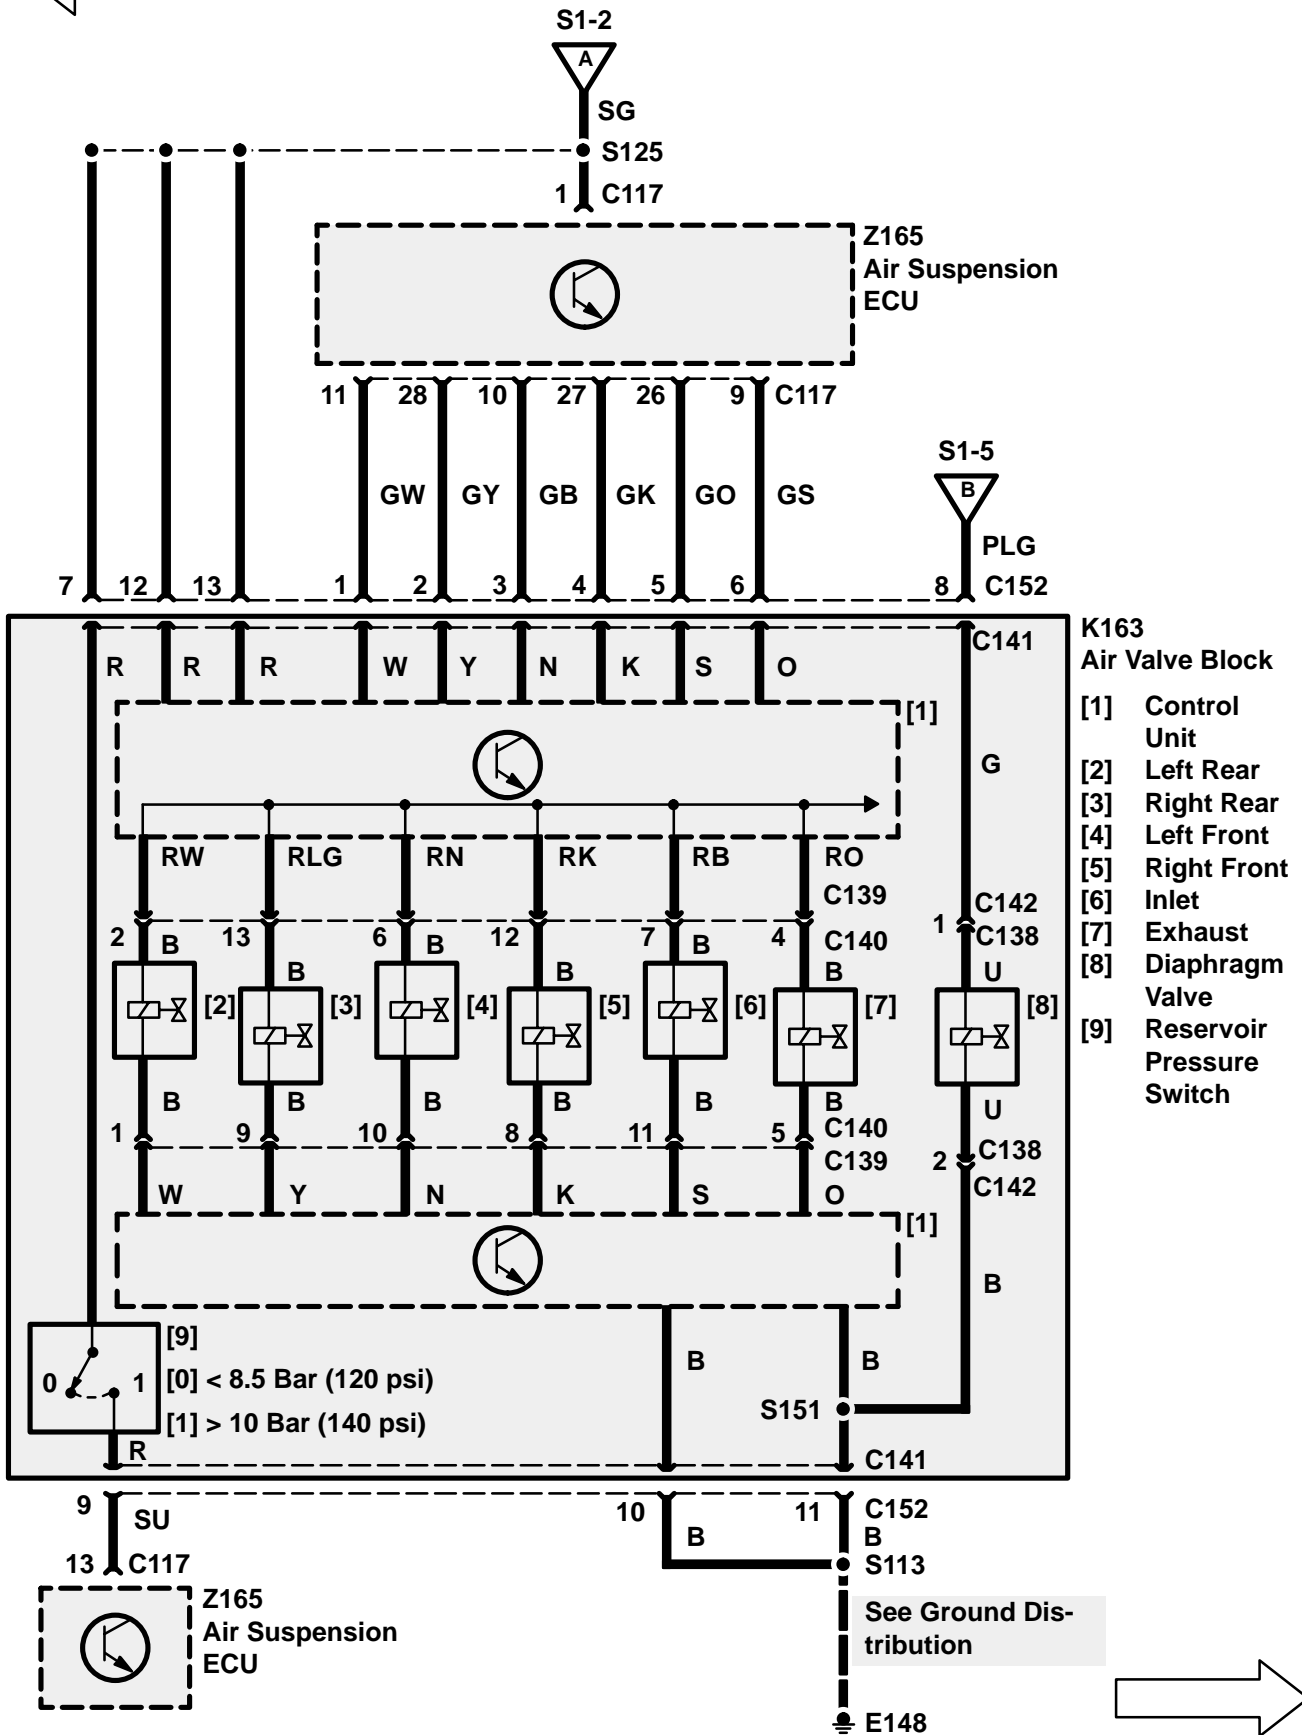 S1-2
A
SG
S125
1 C117
Z165
Air Suspension
ECU
11 28 10 27 26 9 C117
S1-5
B
GW GY GB GK GO GS
PLG
7 12 13 1 2 3 4 5 6 8 C152
C141
K163
Air Valve Block
R R R W Y N K S O
[1]
[1] Control
Unit
[2] Left Rear
[3] Right Rear
[4] Left Front
[5] Right Front
[6] Inlet
[7] Exhaust
[8] Diaphragm
Valve
[9] Reservoir
Pressure
Switch
G
RW RLG RN RK RB RO
C139
C142
1 C138
2 13 6 12 7 4 C140
B B B B B B U
[2] [3] [4] [5] [6] [7] [8]
B B B B B B U
1 9 10 8 11 5 C140
C139
2 C138
C142
W Y N K S O
[1]
B
[9]
0 1 [0] < 8.5 Bar (120 psi)
[1] > 10 Bar (140 psi)
B B
S151
R
C141
9 10 11 C152
SU B B
13 C117 S113
Z165
Air Suspension
ECU
See Ground Dis-
tribution
E148